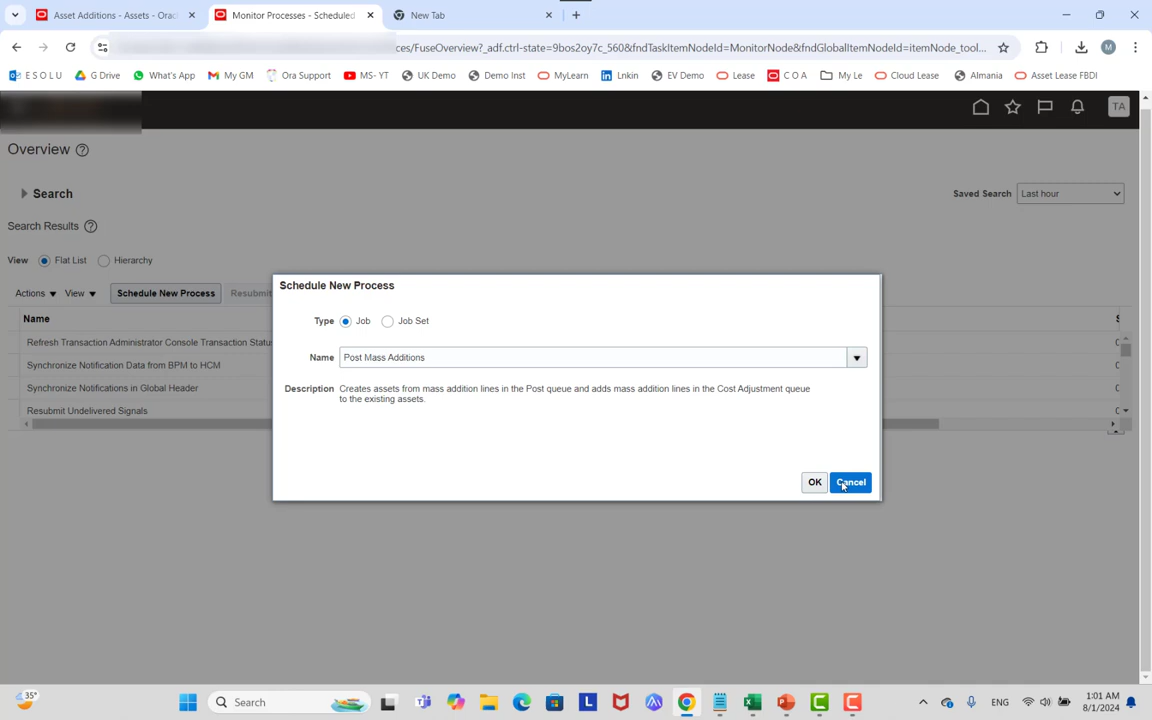 Asset Additions - Assets - Orac
Monitor Processes - Scheduled
New Tab
ces/FuseOverview?_adf.ctrl-state=9bos2oy7c_560&fndTaskItemNodeId=MonitorNode&fndGlobalItemNodeId=itemNode_tool...
M
E S O L U
G Drive
What's App
My GM
Ora Support
MS- YT
UK Demo
Demo Inst
MyLearn
Lnkin
EV Demo
Lease
C O A
My Le
Cloud Lease
Almania
Asset Lease FBDI
TA
Overview
Search
Saved Search Last hour
Search Results
View Flat List Hierarchy
Actions View Schedule New Process Resubmit
Name
Refresh Transaction Administrator Console Transaction Status
Synchronize Notification Data from BPM to HCM
Synchronize Notifications in Global Header
Resubmit Undelivered Signals
Schedule New Process
Type Job Job Set
Name Post Mass Additions
Description Creates assets from mass addition lines in the Post queue and adds mass addition lines in the Cost Adjustment queue
to the existing assets.
OK Cancel
35°
Search
ENG
1:01 AM
8/1/2024